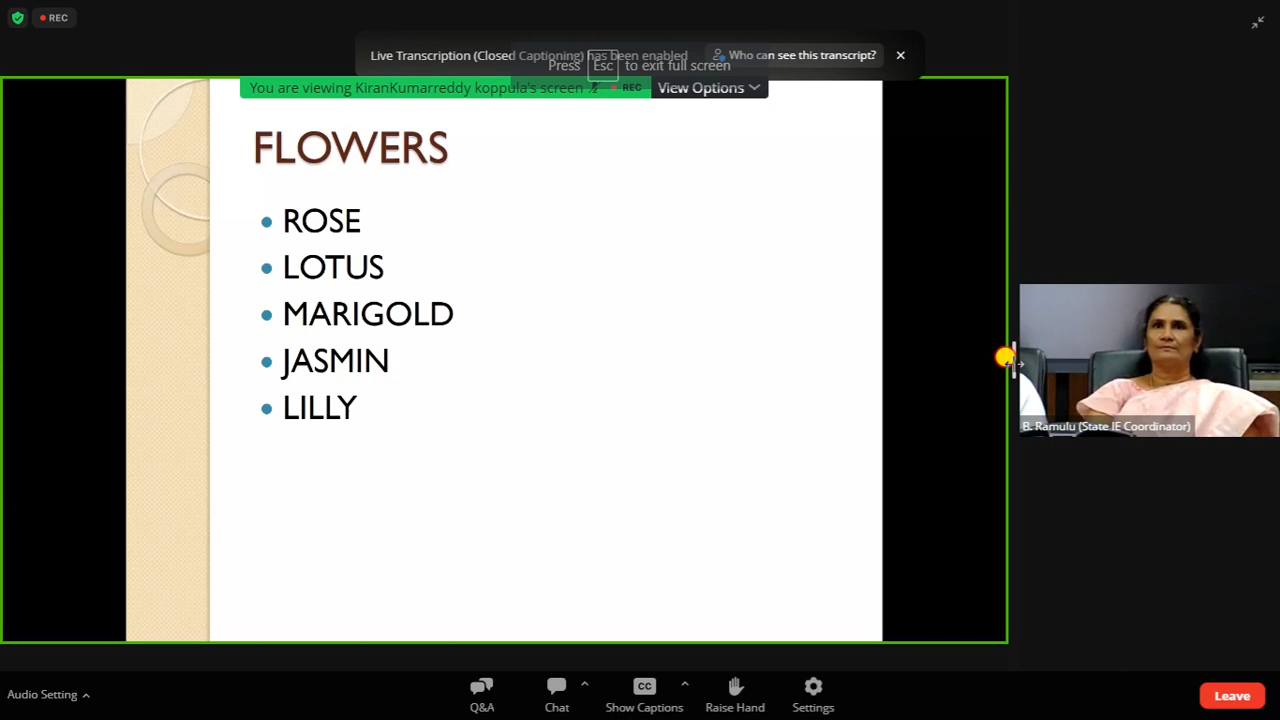 REC
Live Transcription (Closed Captioning) has been enabled
Who can see this transcript?
Press Esc to exit full screen
You are viewing KiranKumarreddy koppula's screen
REC
View Options
FLOWERS
ROSE
LOTUS
MARIGOLD
JASMIN
LILLY
B. Ramulu (State IE Coordinator)
Audio Setting
Q&A
Chat
CC
Show Captions
Raise Hand
Settings
Leave